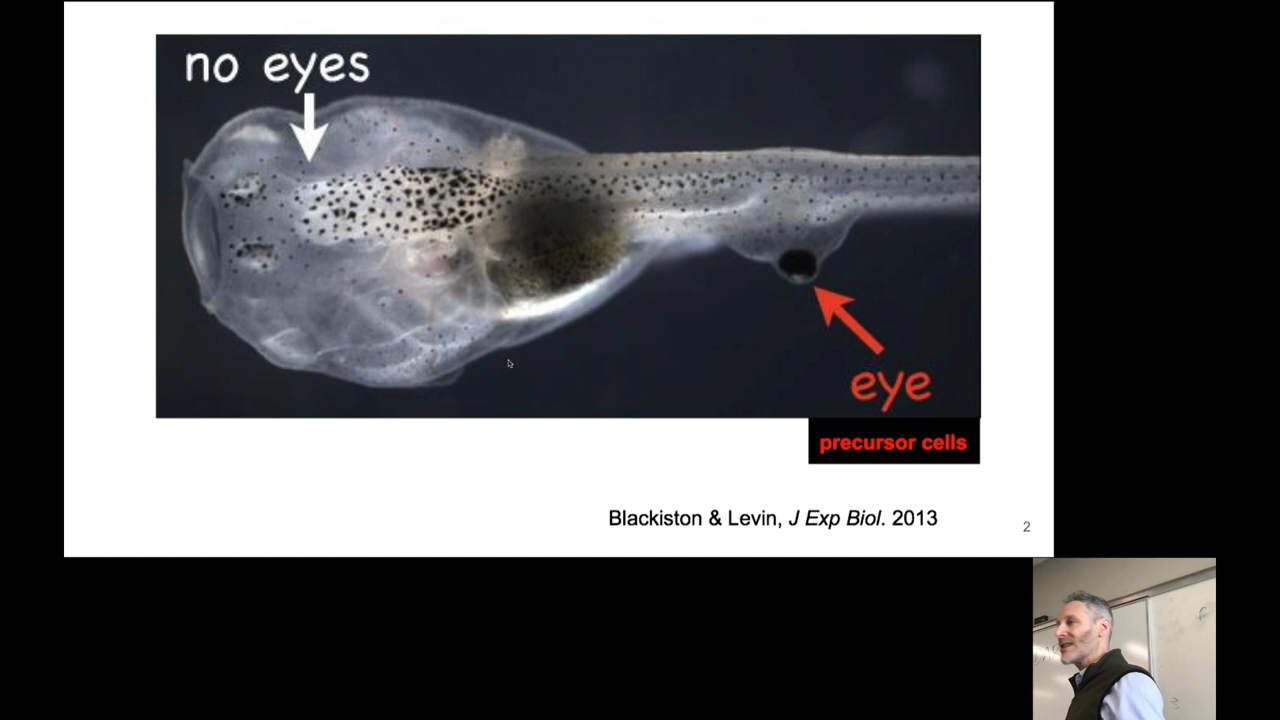 no eyes
eye
precursor cells
Blackiston & Levin, J Exp Biol. 2013
2